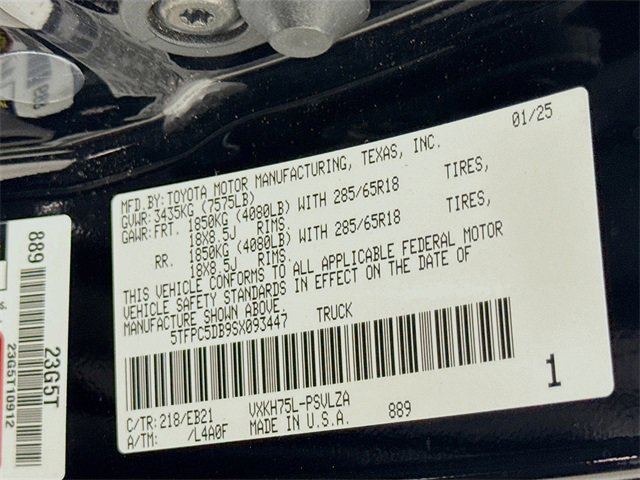 01/25
MFD.BY:TOYOTA MOTOR MANUFACTURING, TEXAS, INC.
GVWR:3435KG (7575LB)
GAWR:FRT. 1850KG (4080LB) WITH 285/65R18 TIRES,
18X8.5J RIMS.
RR. 1850KG (4080LB) WITH 285/65R18 TIRES,
18X8.5J RIMS.
THIS VEHICLE CONFORMS TO ALL APPLICABLE FEDERAL MOTOR
VEHICLE SAFETY STANDARDS IN EFFECT ON THE DATE OF
MANUFACTURE SHOWN ABOVE.
5TFPC5DB9SX093447 TRUCK
1
C/TR:218/EB21 VXKH75L-PSVLZA
A/TM: /L4A0F MADE IN U.S.A. 889
889
23G5T
23G5T10912